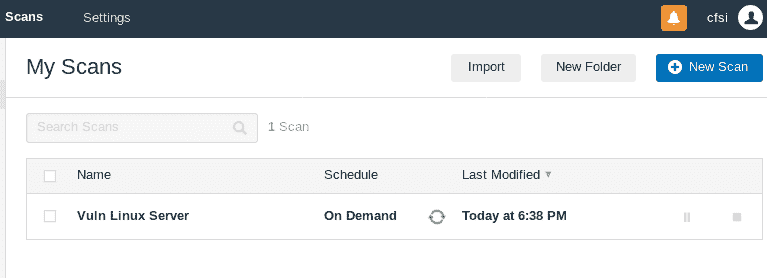 Scans Settings cfsi
My Scans Import New Folder New Scan
Search Scans 1 Scan
Name Schedule Last Modified
Vuln Linux Server On Demand Today at 6:38 PM